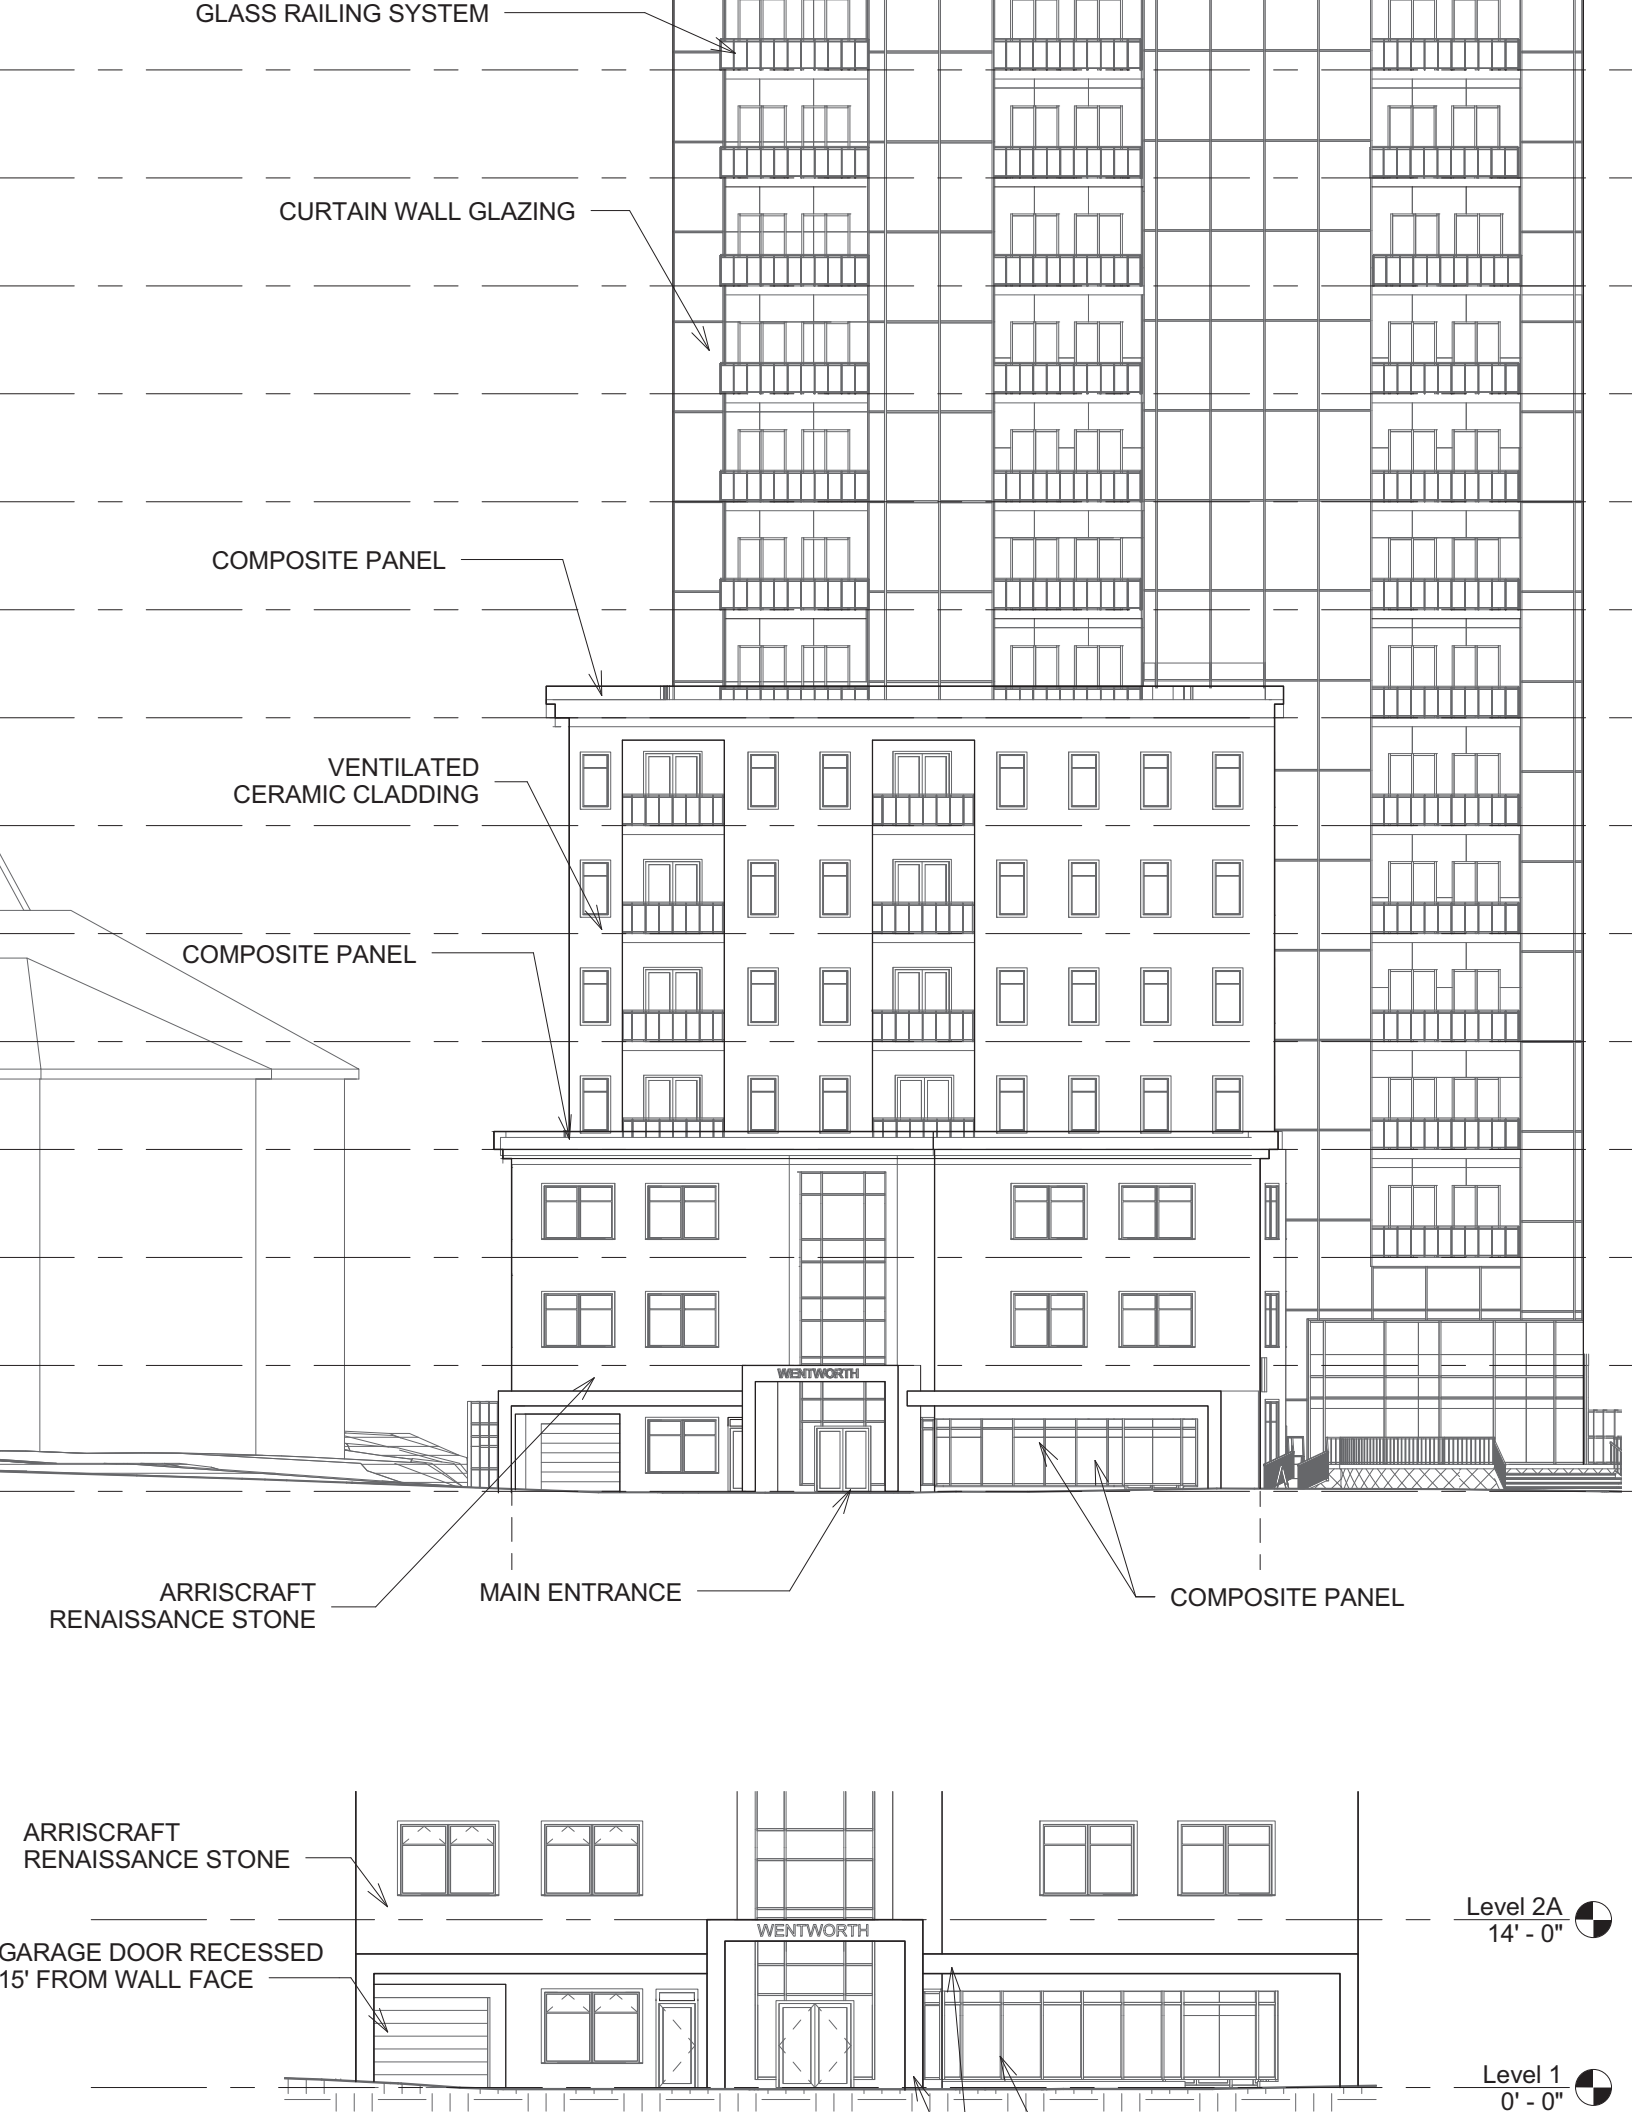 GLASS RAILING SYSTEM
CURTAIN WALL GLAZING
COMPOSITE PANEL
VENTILATED
CERAMIC CLADDING
COMPOSITE PANEL
WENTWORTH
ARRISCRAFT
RENAISSANCE STONE
MAIN ENTRANCE
COMPOSITE PANEL
ARRISCRAFT
RENAISSANCE STONE
Level 2A
14' - 0"
WENTWORTH
GARAGE DOOR RECESSED
15' FROM WALL FACE
Level 1
0' - 0"